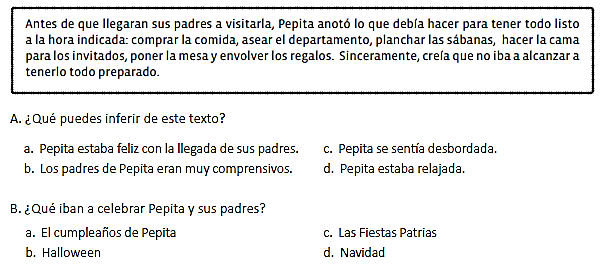 Antes de que llegaran sus padres a visitarla, Pepita anotó lo que debía hacer para tener todo listo
a la hora indicada: comprar la comida, asear el departamento, planchar las sábanas, hacer la cama
para los invitados, poner la mesa y envolver los regalos. Sinceramente, creía que no iba a alcanzar a
tenerlo todo preparado.
A. ¿Qué puedes inferir de este texto?
a. Pepita estaba feliz con la llegada de sus padres. c. Pepita se sentía desbordada.
b. Los padres de Pepita eran muy comprensivos. d. Pepita estaba relajada.
B. ¿Qué iban a celebrar Pepita y sus padres?
a. El cumpleaños de Pepita c. Las Fiestas Patrias
b. Halloween d. Navidad